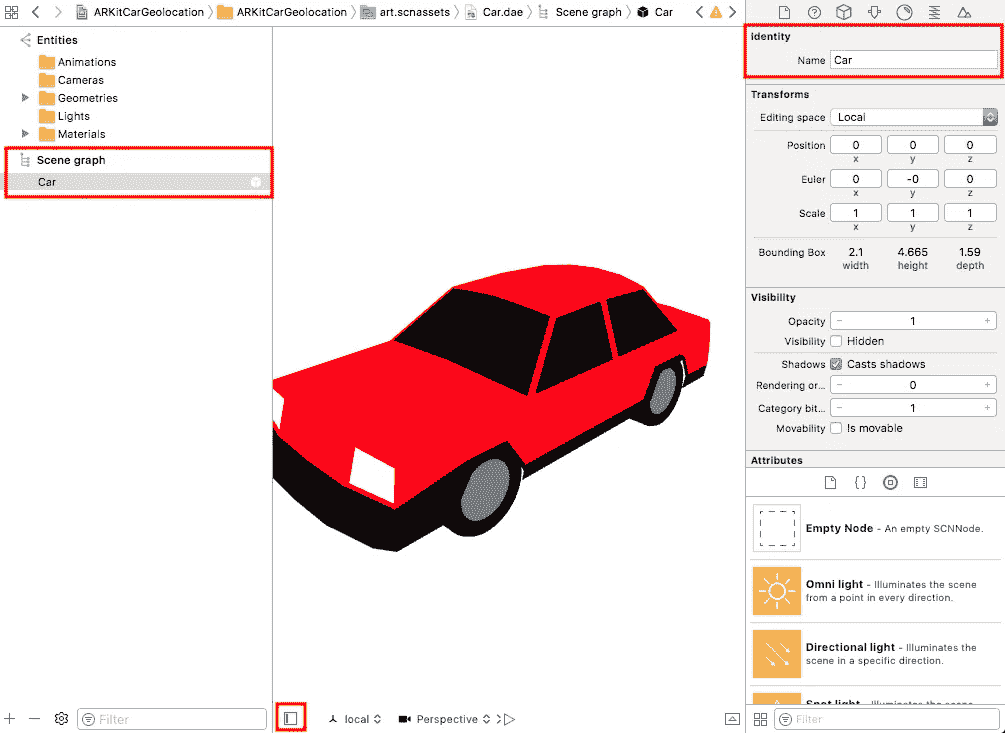 ARKitCarGeolocation ARKitCarGeolocation art.scnassets Car.dae Scene graph Car
Entities
Animations
Cameras
Geometries
Lights
Materials
Scene graph
Car
Filter
local Perspective
Identity
Name Car
Transforms
Editing space Local
Position 0 0 0
x y z
Euler 0 -0 0
x y z
Scale 1 1 1
x y z
Bounding Box 2.1 4.665 1.59
width height depth
Visibility
Opacity − 1 +
Visibility Hidden
Shadows Casts shadows
Rendering or... − 0 +
Category bit... − 1 +
Movability Is movable
Attributes
{}
Empty Node - An empty SCNNode.
Omni light - Illuminates the scene
from a point in every direction.
Directional light - Illuminates the
scene in a specific direction.
Spot light - Illuminates the scene
Filter